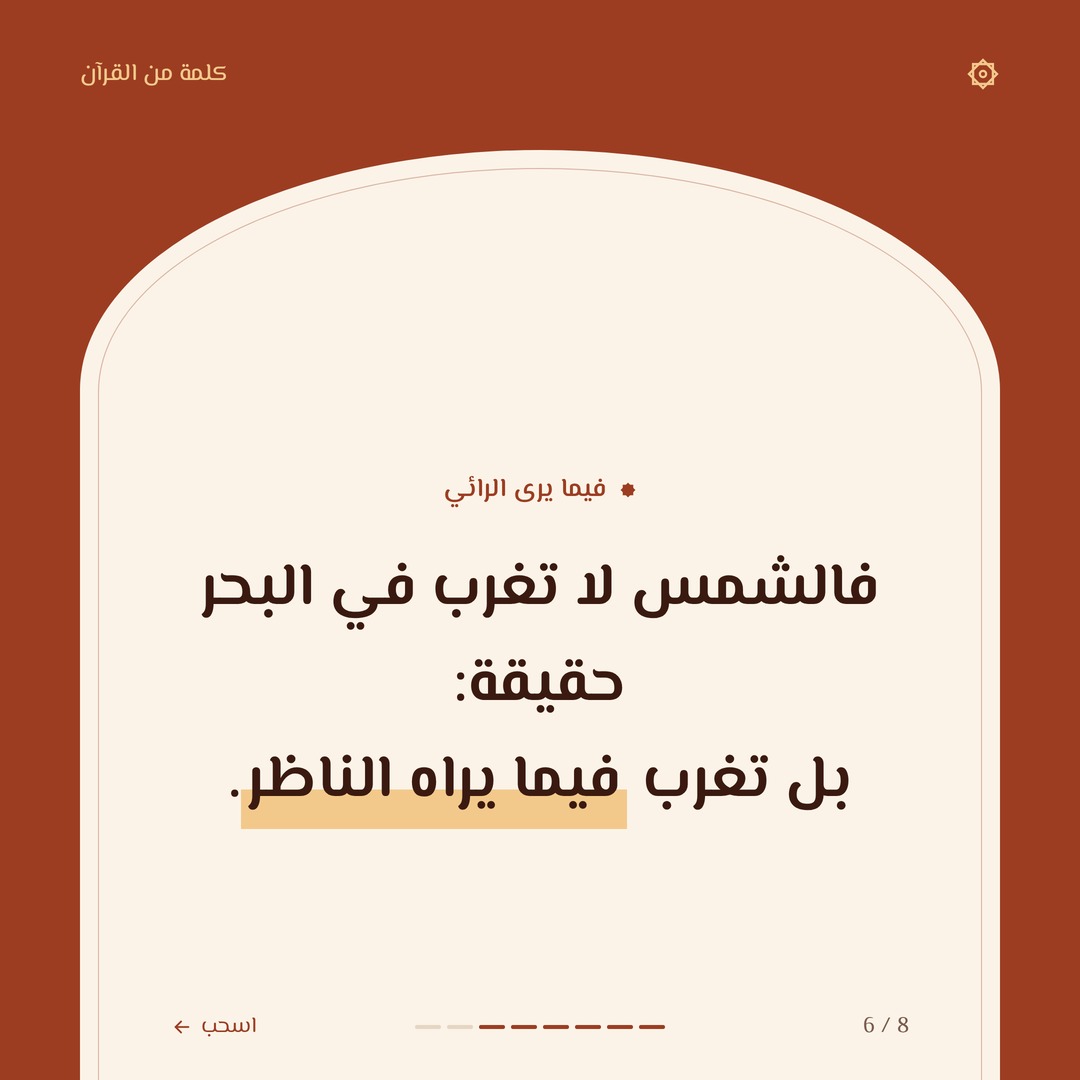 كلمة من القرآن
فيما يرى الرائي
فالشمس لا تغرب في البحر
حقيقة:
بل تغرب فيما يراه الناظر.
6 / 8
اسحب ←